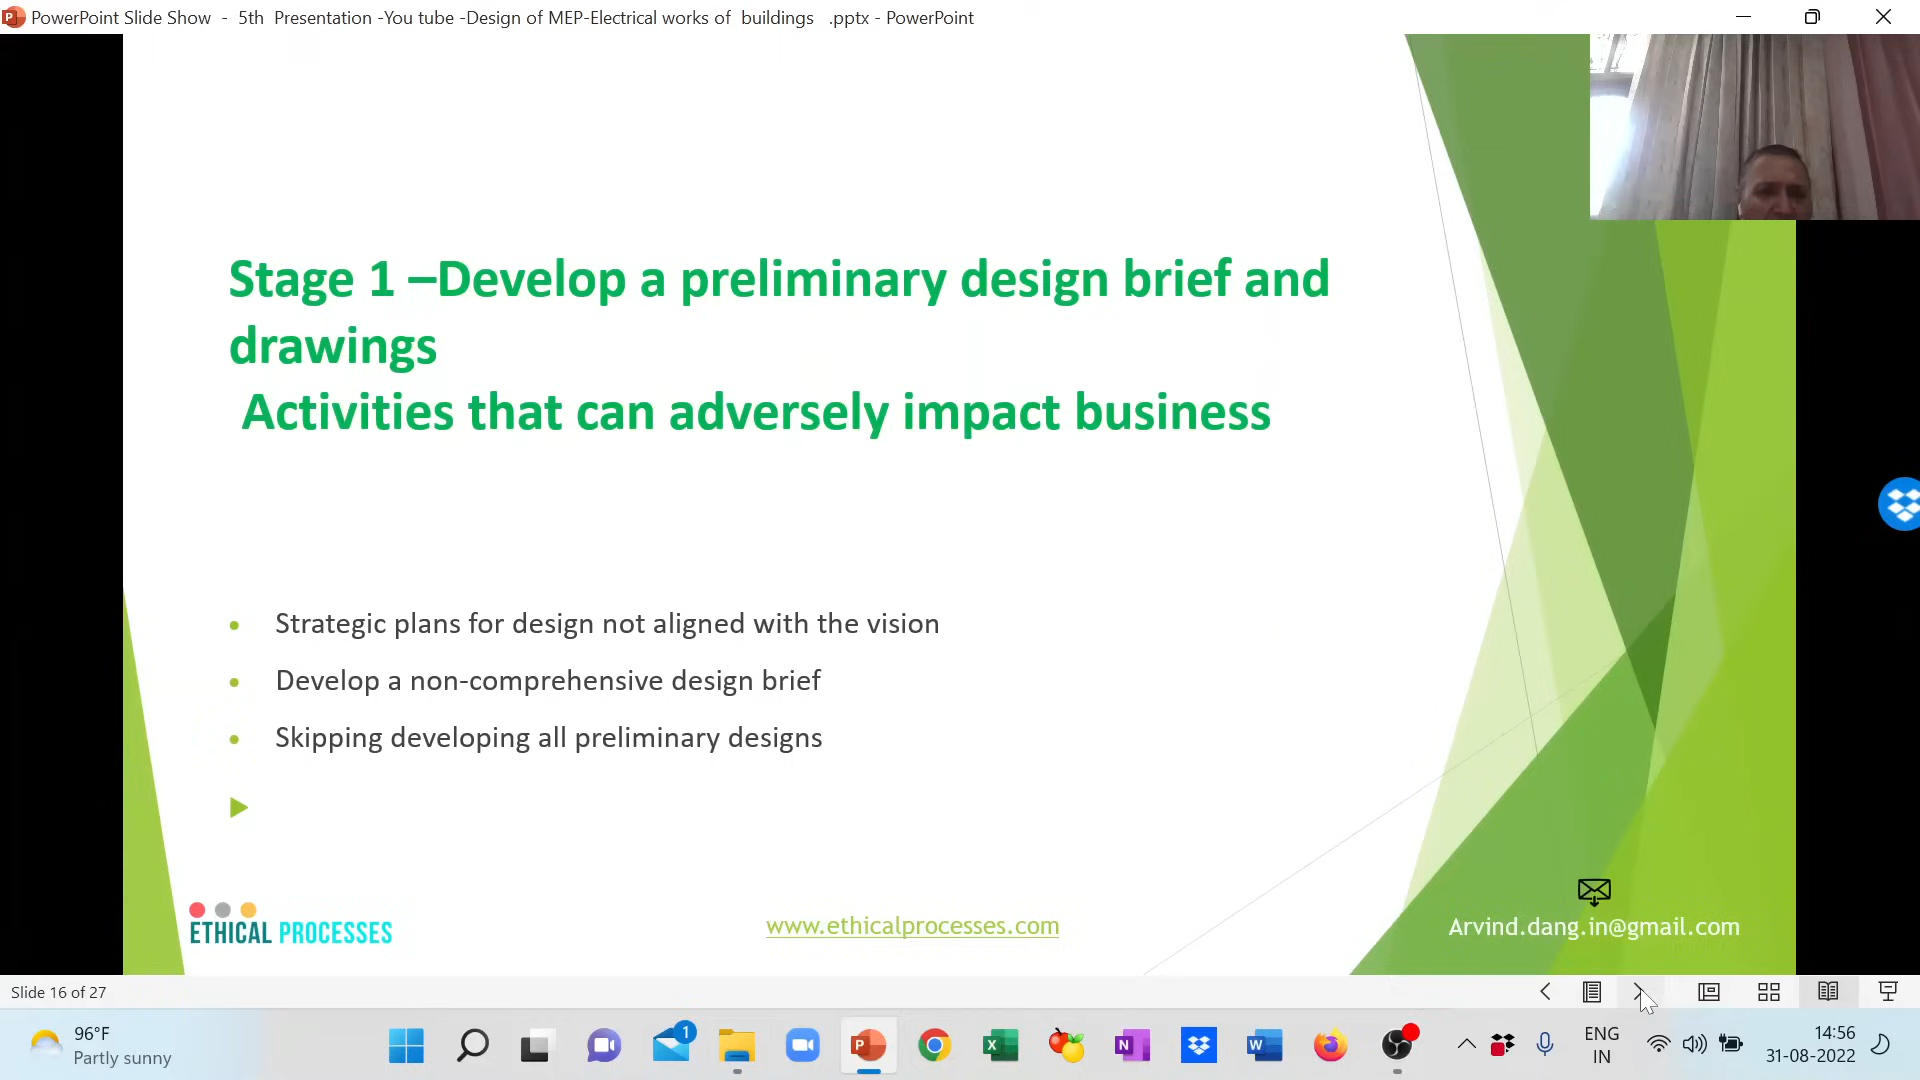 PowerPoint Slide Show - 5th Presentation -You tube -Design of MEP-Electrical works of buildings .pptx - PowerPoint
Stage 1 –Develop a preliminary design brief and
drawings
Activities that can adversely impact business
• Strategic plans for design not aligned with the vision
• Develop a non-comprehensive design brief
• Skipping developing all preliminary designs
ETHICAL PROCESSES
www.ethicalprocesses.com
Arvind.dang.in@gmail.com
Slide 16 of 27
96°F
Partly sunny
1
ENG
IN
14:56
31-08-2022